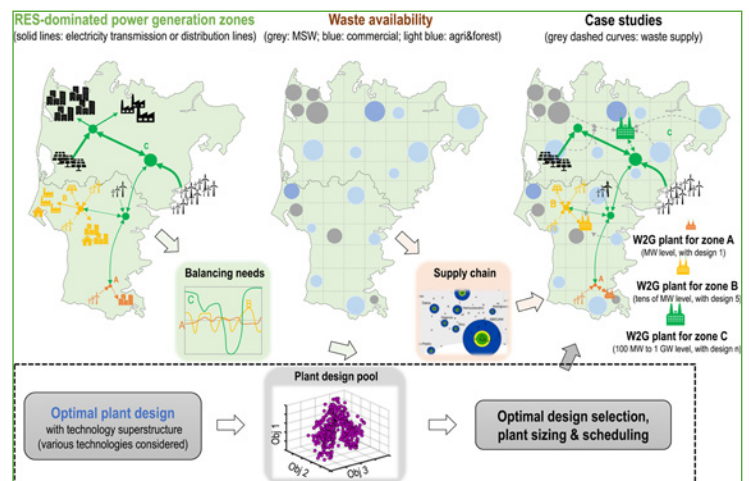 RES-dominated power generation zones
(solid lines: electricity transmission or distribution lines)
Waste availability
(grey: MSW; blue: commercial; light blue: agri&forest)
Case studies
(grey dashed curves: waste supply)
C
B
A
C
B
A
Balancing needs
C
B
A
Supply chain
W2G plant for zone A
(MW level, with design 1)
W2G plant for zone B
(tens of MW level, with design 5)
W2G plant for zone C
(100 MW to 1 GW level, with design n)
Optimal plant design
with technology superstructure
(various technologies considered)
Plant design pool
Obj 1
Obj 2
Obj 3
Optimal design selection,
plant sizing & scheduling